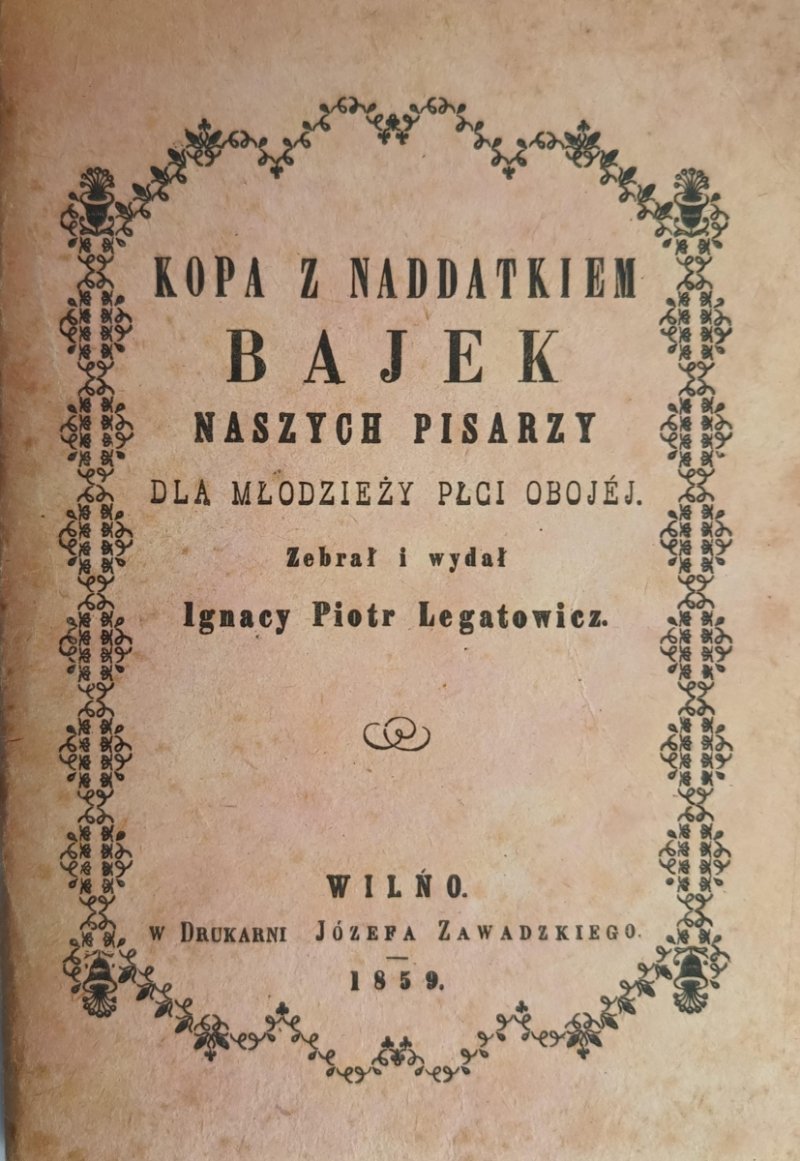 KOPA Z NADDATKIEM
BAJEK
NASZYCH PISARZY
DLA MŁODZIEŻY PŁCI OBOJÉJ.
Zebrał i wydał
Ignacy Piotr Legatowicz.
WILŃO.
W DRUKARNI JÓZEFA ZAWADZKIEGO.
1859.